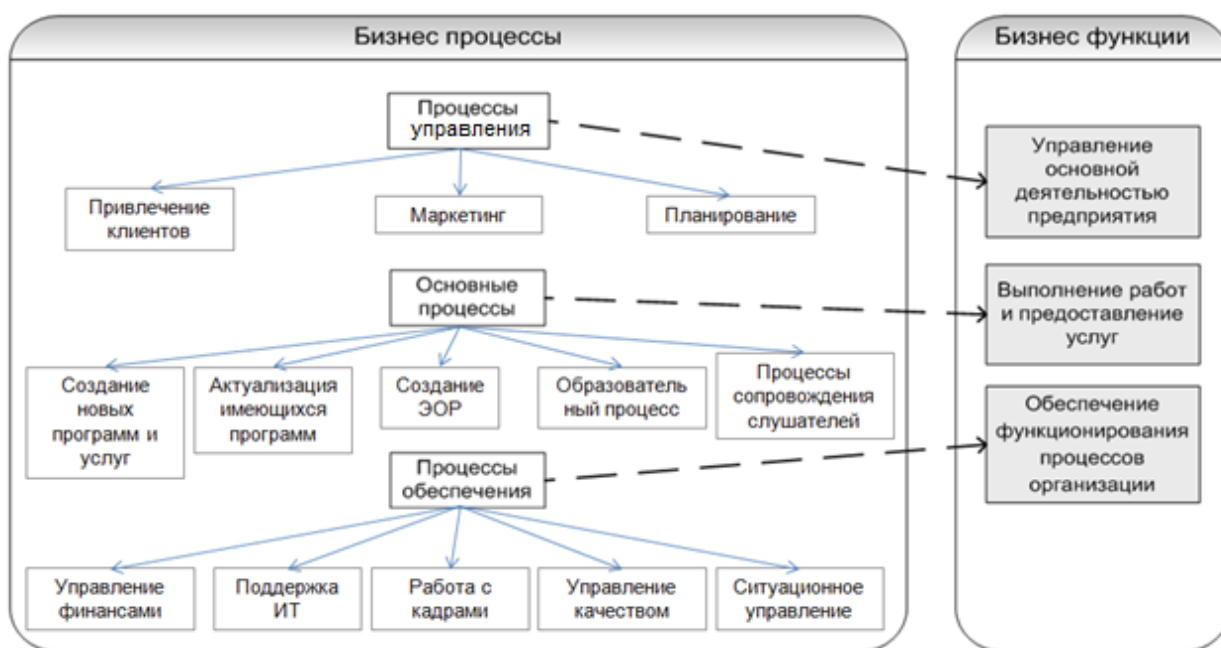 Бизнес процессы
Процессы
управления
Привлечение
клиентов
Маркетинг
Планирование
Основные
процессы
Создание
новых
программ и
услуг
Актуализация
имеющихся
программ
Создание
ЭОР
Образователь
ный процесс
Процессы
сопровождения
слушателей
Процессы
обеспечения
Управление
финансами
Поддержка
ИТ
Работа с
кадрами
Управление
качеством
Ситуационное
управление
Бизнес функции
Управление
основной
деятельностью
предприятия
Выполнение работ
и предоставление
услуг
Обеспечение
функционирования
процессов
организации